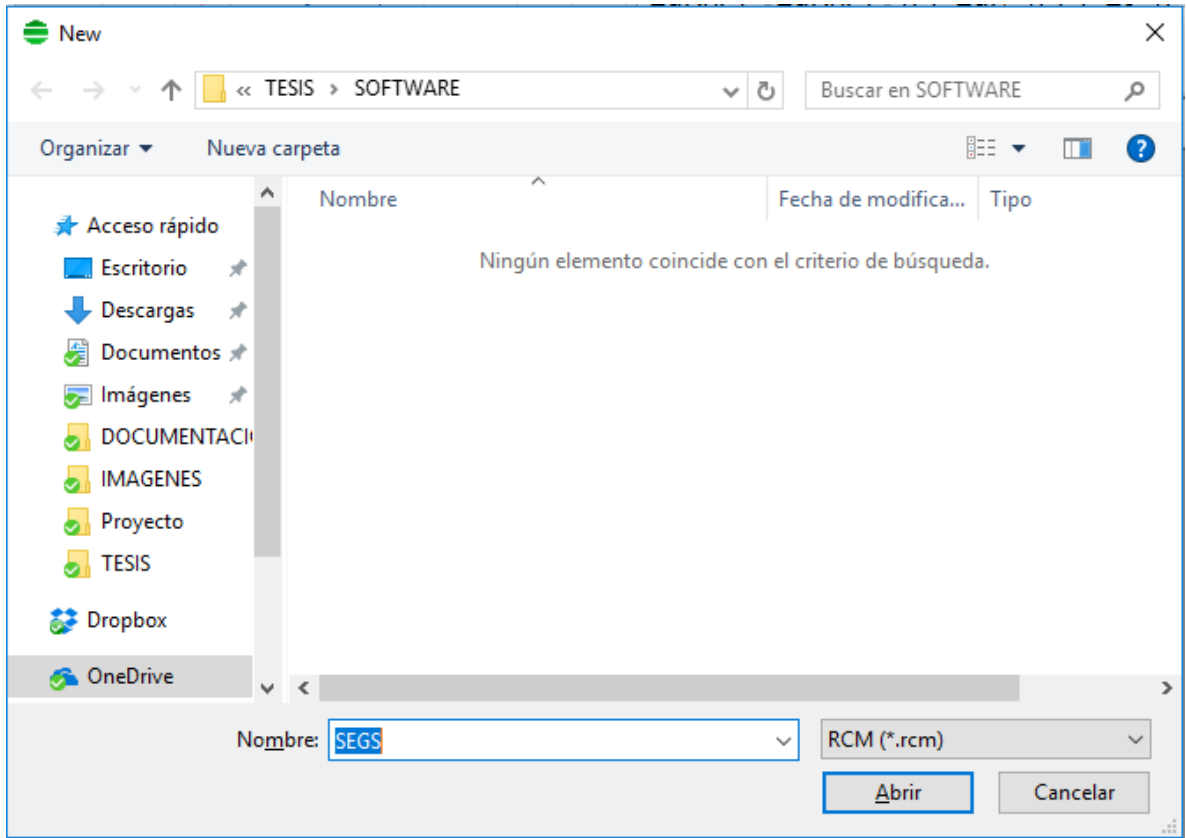 New
« TESIS > SOFTWARE
Buscar en SOFTWARE
Organizar
Nueva carpeta
Nombre
Fecha de modifica...
Tipo
Ningún elemento coincide con el criterio de búsqueda.
Acceso rápido
Escritorio
Descargas
Documentos
Imágenes
DOCUMENTACI
IMAGENES
Proyecto
TESIS
Dropbox
OneDrive
Nombre: SEGS
RCM (*.rcm)
Abrir
Cancelar